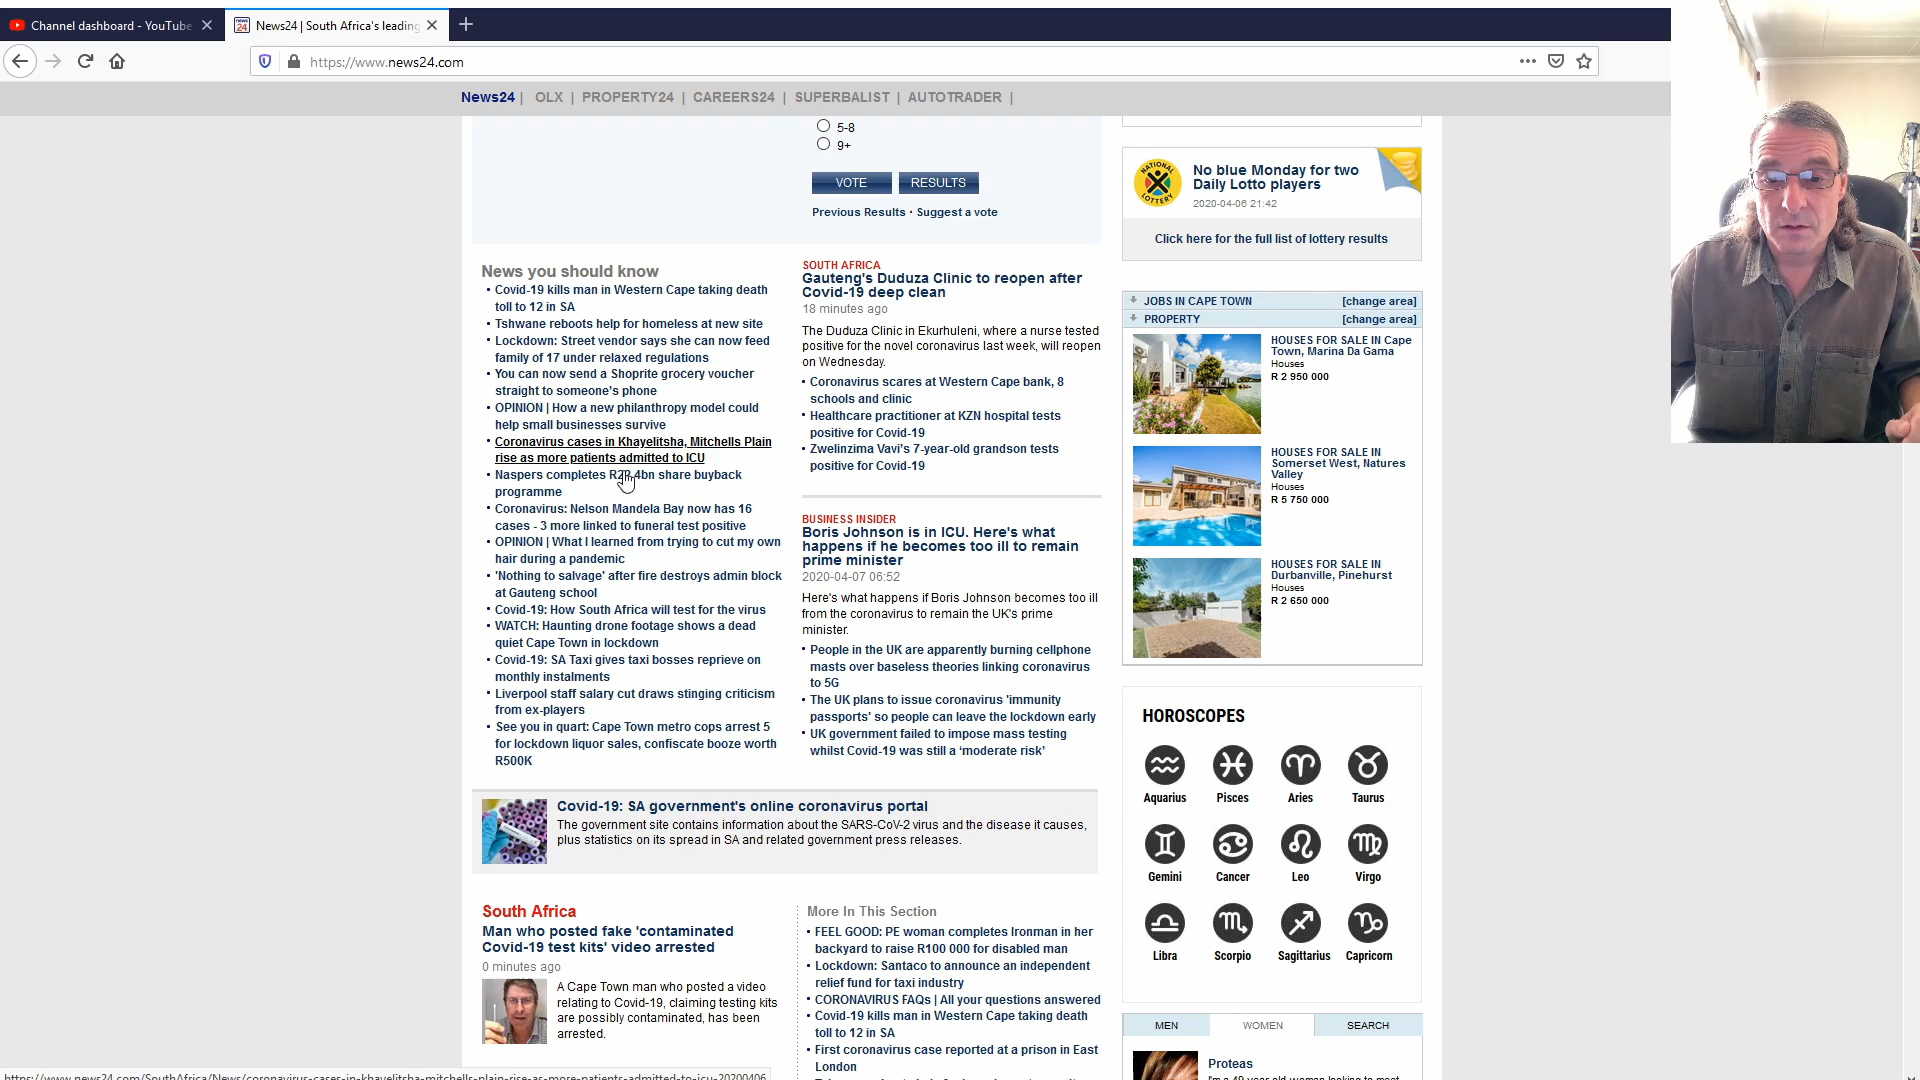 Channel dashboard - YouTube
News24 | South Africa's leading
https://www.news24.com
News24 | OLX | PROPERTY24 | CAREERS24 | SUPERBALIST | AUTOTRADER |
5-8
9+
VOTE RESULTS
Previous Results · Suggest a vote
News you should know
Covid-19 kills man in Western Cape taking death
toll to 12 in SA
Tshwane reboots help for homeless at new site
Lockdown: Street vendor says she can now feed
family of 17 under relaxed regulations
You can now send a Shoprite grocery voucher
straight to someone's phone
OPINION | How a new philanthropy model could
help small businesses survive
Coronavirus cases in Khayelitsha, Mitchells Plain
rise as more patients admitted to ICU
Naspers completes share buyback
programme
Coronavirus: Nelson Mandela Bay now has 16
cases - 3 more linked to funeral test positive
OPINION | What I learned from trying to cut my own
hair during a pandemic
'Nothing to salvage' after fire destroys admin block
at Gauteng school
Covid-19: How South Africa will test for the virus
WATCH: Haunting drone footage shows a dead
quiet Cape Town in lockdown
Covid-19: SA Taxi gives taxi bosses reprieve on
monthly instalments
Liverpool staff salary cut draws stinging criticism
from ex-players
See you in quart: Cape Town metro cops arrest 5
for lockdown liquor sales, confiscate booze worth
R500K
SOUTH AFRICA
Gauteng's Duduza Clinic to reopen after
Covid-19 deep clean
18 minutes ago
The Duduza Clinic in Ekurhuleni, where a nurse tested
positive for the novel coronavirus last week, will reopen
on Wednesday.
Coronavirus scares at Western Cape bank, 8
schools and clinic
Healthcare practitioner at KZN hospital tests
positive for Covid-19
Zwelinzima Vavi's 7-year-old grandson tests
positive for Covid-19
BUSINESS INSIDER
Boris Johnson is in ICU. Here's what
happens if he becomes too ill to remain
prime minister
2020-04-07 06:52
Here's what happens if Boris Johnson becomes too ill
from the coronavirus to remain the UK's prime
minister.
People in the UK are apparently burning cellphone
masts over baseless theories linking coronavirus
to 5G
The UK plans to issue coronavirus 'immunity
passports' so people can leave the lockdown early
UK government failed to impose mass testing
whilst Covid-19 was still a ‘moderate risk’
Covid-19: SA government's online coronavirus portal
The government site contains information about the SARS-CoV-2 virus and the disease it causes,
plus statistics on its spread in SA and related government press releases.
South Africa
Man who posted fake 'contaminated
Covid-19 test kits' video arrested
0 minutes ago
A Cape Town man who posted a video
relating to Covid-19, claiming testing kits
are possibly contaminated, has been
arrested.
More In This Section
FEEL GOOD: PE woman completes Ironman in her
backyard to raise R100 000 for disabled man
Lockdown: Santaco to announce an independent
relief fund for taxi industry
CORONAVIRUS FAQs | All your questions answered
Covid-19 kills man in Western Cape taking death
toll to 12 in SA
First coronavirus case reported at a prison in East
London
NATIONAL LOTTERY
No blue Monday for two
Daily Lotto players
2020-04-06 21:42
Click here for the full list of lottery results
JOBS IN CAPE TOWN [change area]
PROPERTY [change area]
HOUSES FOR SALE IN Cape
Town, Marina Da Gama
Houses
R 2 950 000
HOUSES FOR SALE IN
Somerset West, Natures
Valley
Houses
R 5 750 000
HOUSES FOR SALE IN
Durbanville, Pinehurst
Houses
R 2 650 000
HOROSCOPES
Aquarius Pisces Aries Taurus
Gemini Cancer Leo Virgo
Libra Scorpio Sagittarius Capricorn
MEN WOMEN SEARCH
Proteas
I'm a 49 year old woman looking to meet
https://www.news24.com/SouthAfrica/News/coronavirus-cases-in-khayelitsha-mitchells-plain-rise-as-more-patients-admitted-to-icu-20200406